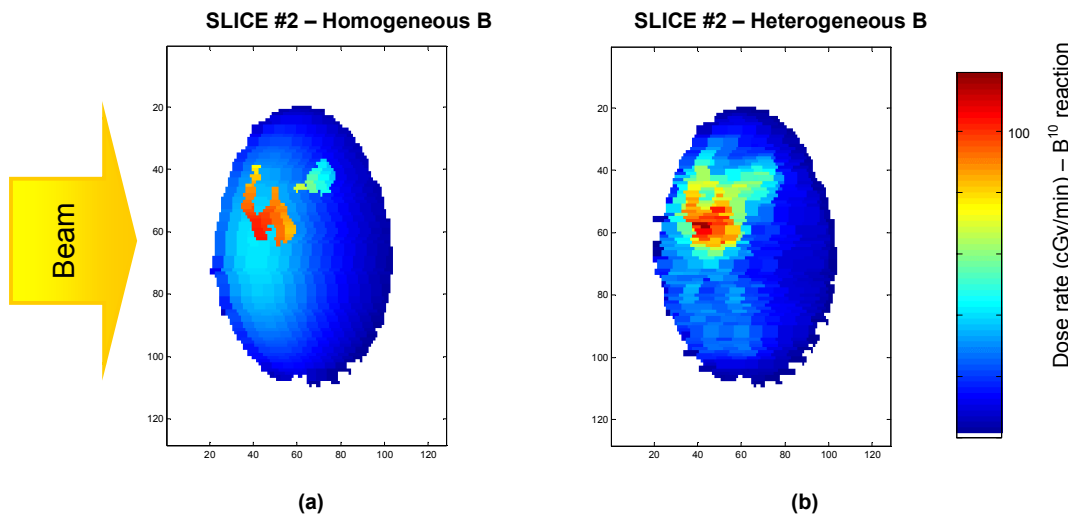 SLICE #2 – Homogeneous B
SLICE #2 – Heterogeneous B
Beam
20
40
60
80
100
120
20 40 60 80 100 120
20
40
60
80
100
120
20 40 60 80 100 120
100
Dose rate (cGy/min) – B¹⁰ reaction
(a)
(b)